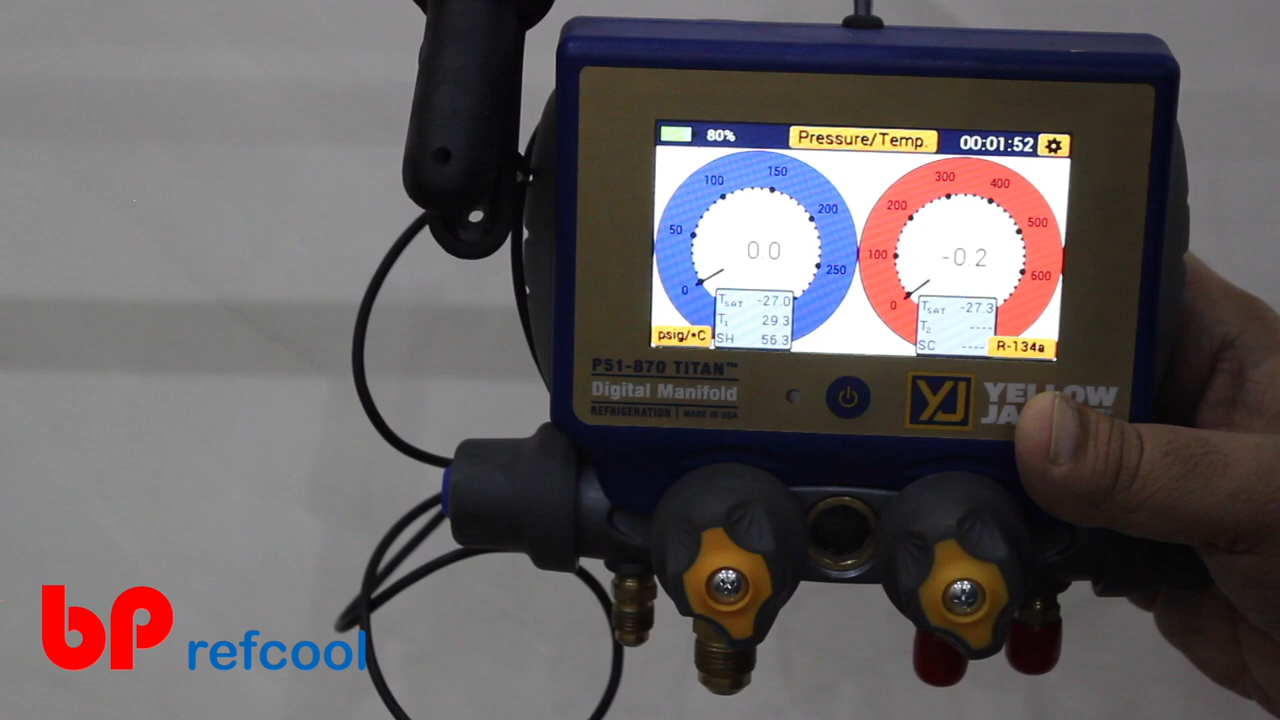 80% Pressure/Temp. 00:01:52
0 50 100 150 200 250
0.0
TSAT -27.0
T1 29.3
SH 56.3
psig/°C
0 100 200 300 400 500 600
-0.2
TSAT -27.3
T2 ----
SC ----
R-134a
P51-870 TITAN™
Digital Manifold
REFRIGERATION | MADE IN USA
YJ
YELLOW
bp refcool